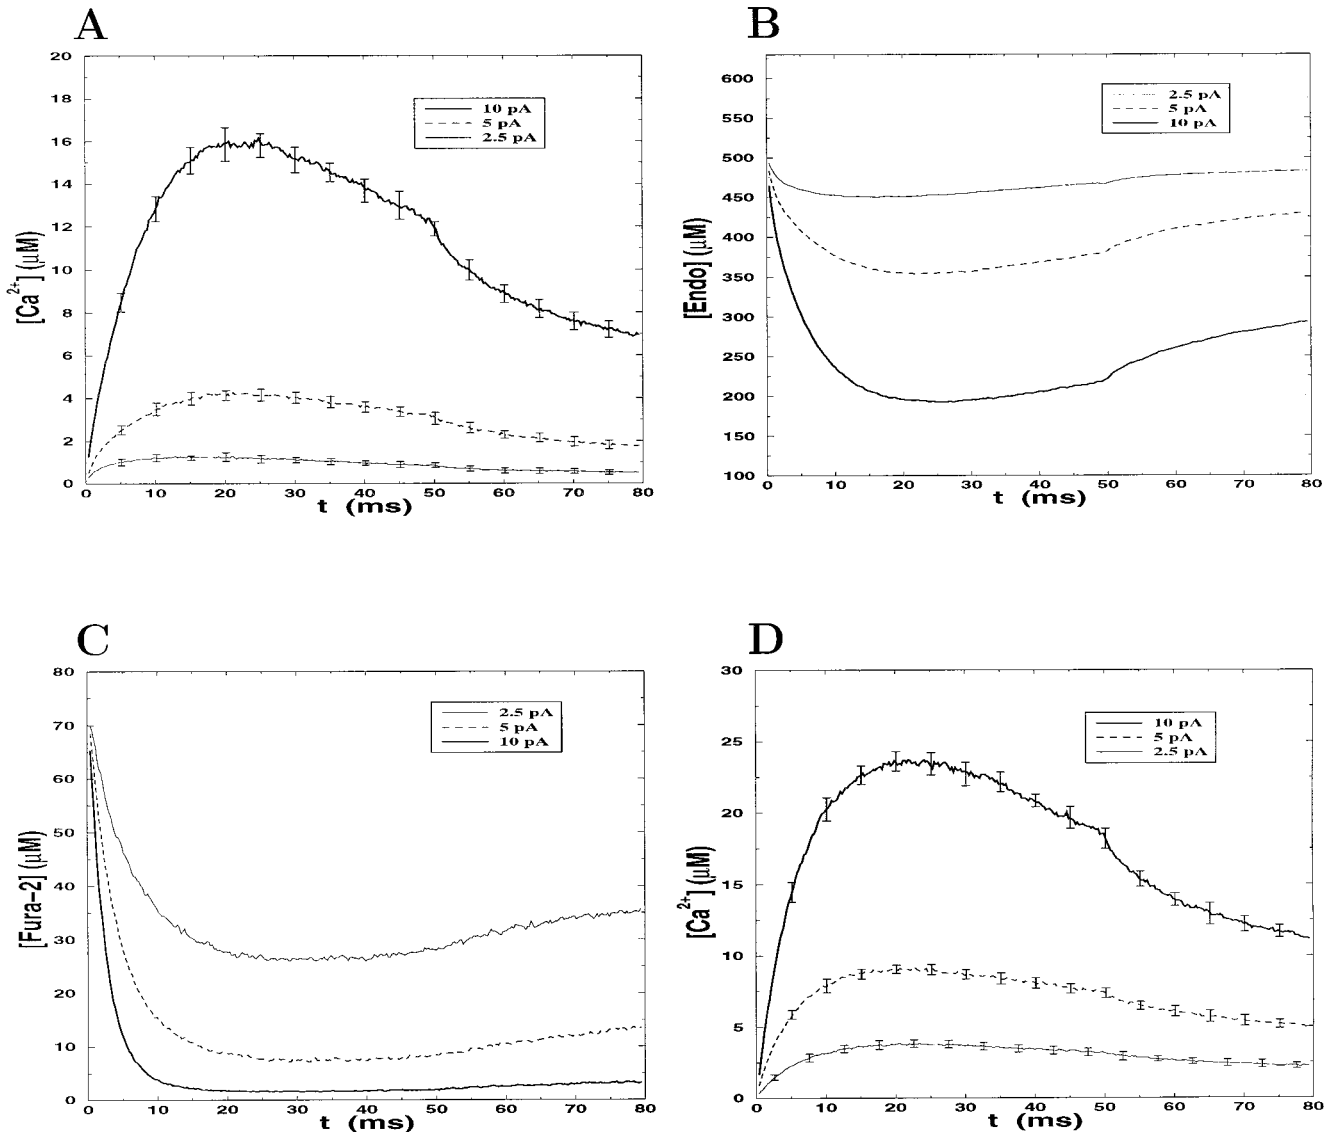 A
20
18
16
14
12
10
8
6
4
2
0
0 10 20 30 40 50 60 70 80
t (ms)
[Ca2+] (μM)
10 pA
5 pA
2.5 pA
B
600
550
500
450
400
350
300
250
200
150
100
0 10 20 30 40 50 60 70 80
t (ms)
[Endo] (μM)
2.5 pA
5 pA
10 pA
C
80
70
60
50
40
30
20
10
0
0 10 20 30 40 50 60 70 80
t (ms)
[Fura-2] (μM)
2.5 pA
5 pA
10 pA
D
30
25
20
15
10
5
0
0 10 20 30 40 50 60 70 80
t (ms)
[Ca2+] (μM)
10 pA
5 pA
2.5 pA